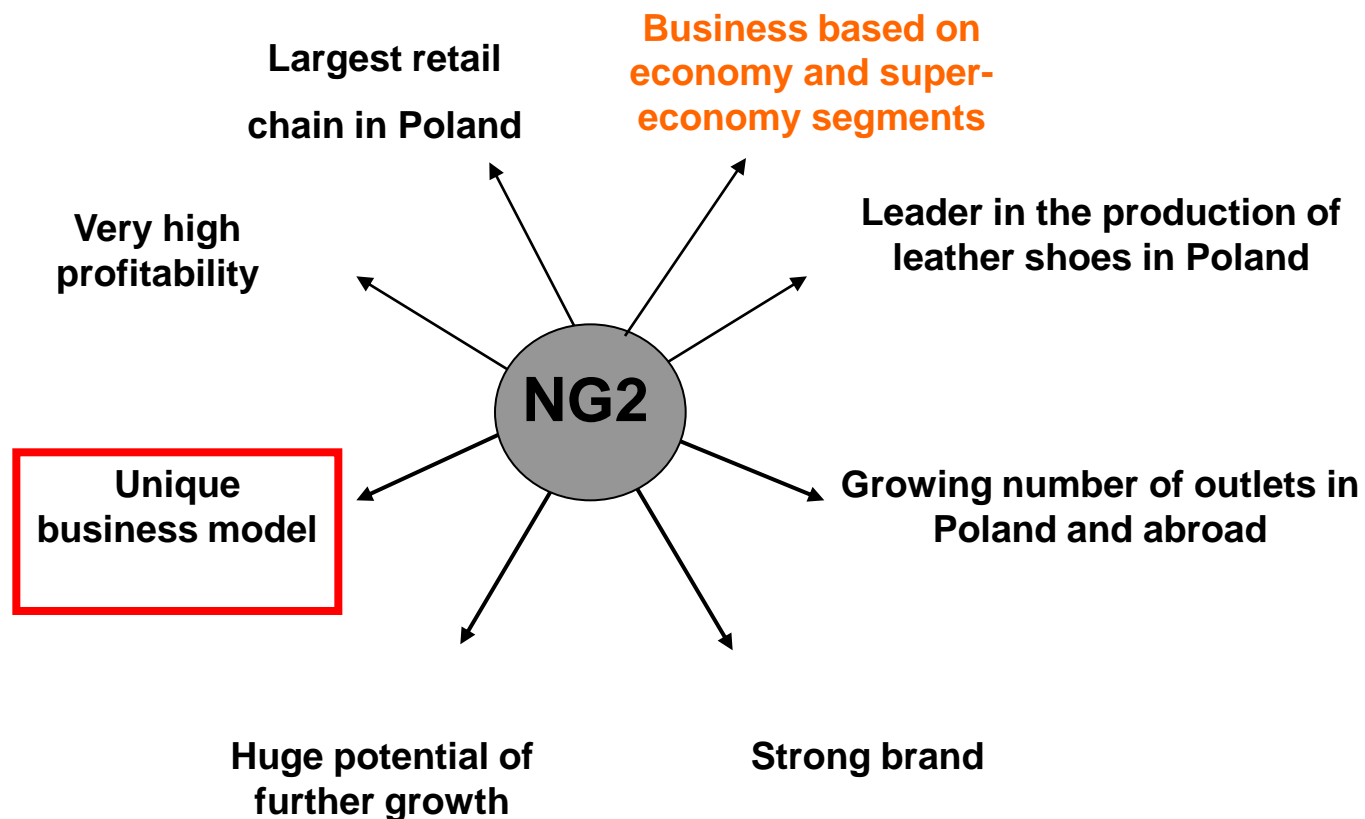 Largest retail
chain in Poland
Business based on
economy and super-
economy segments
Very high
profitability
Leader in the production of
leather shoes in Poland
NG2
Unique
business model
Growing number of outlets in
Poland and abroad
Huge potential of
further growth
Strong brand